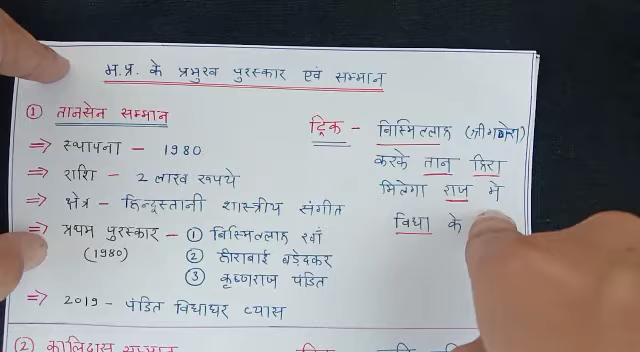 म.प्र. के प्रमुख पुरस्कार एवं सम्मान
① तानसेन सम्मान
⇒ स्थापना - 1980
⇒ राशि - 2 लाख रूपये
⇒ क्षेत्र - हिन्दूस्तानी शास्त्रीय संगीत
⇒ प्रथम पुरस्कार - ① बिस्मिल्लाह खाँ
(1980) ② हीराबाई बड़ेदकर
③ कृष्णराज पंडित
⇒ 2019 - पंडित विद्याधर व्यास
ट्रिक - बिस्मिल्लाह
करके तान हिरा
मिलेगा राज मे
विधा के
② कालिदास सम्मान